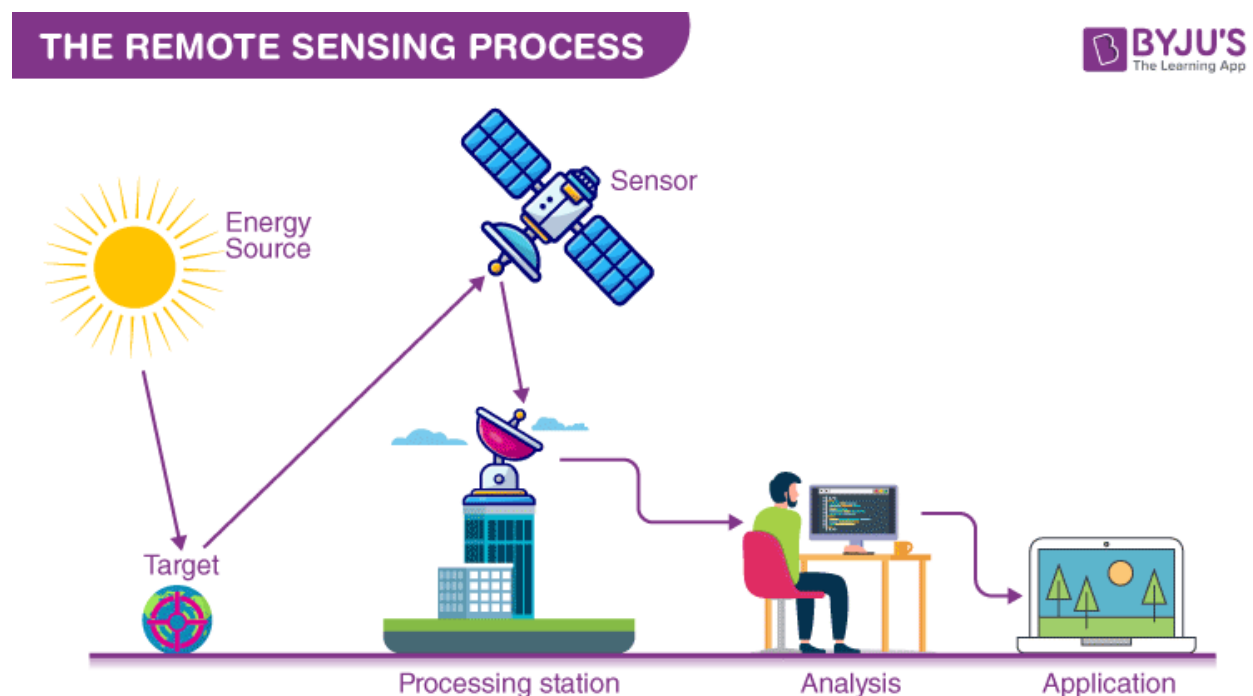 THE REMOTE SENSING PROCESS
BYJU'S
The Learning App
Sensor
Energy
Source
Target
Processing station
Analysis
Application